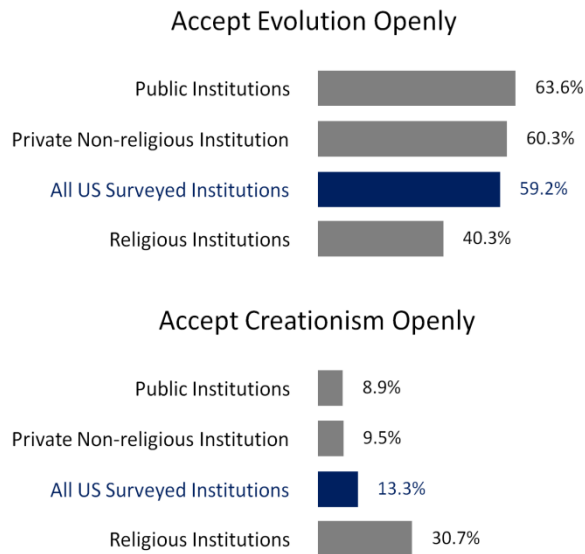 Accept Evolution Openly
Public Institutions 63.6%
Private Non-religious Institution 60.3%
All US Surveyed Institutions 59.2%
Religious Institutions 40.3%
Accept Creationism Openly
Public Institutions 8.9%
Private Non-religious Institution 9.5%
All US Surveyed Institutions 13.3%
Religious Institutions 30.7%